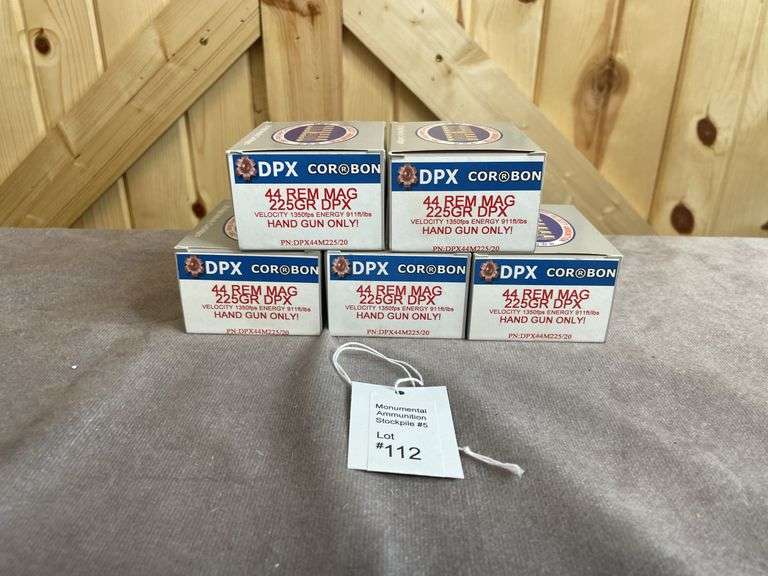 DPX COR®BON
44 REM MAG
225GR DPX
VELOCITY 1350fps ENERGY 911ft/lbs
HAND GUN ONLY!
PN:DPX44M225/20
DPX COR®BON
44 REM MAG
225GR DPX
VELOCITY 1350fps ENERGY 911ft/lbs
HAND GUN ONLY!
PN:DPX44M225/20
DPX COR®BON
44 REM MAG
225GR DPX
VELOCITY 1350fps ENERGY 911ft/lbs
HAND GUN ONLY!
PN:DPX44M225/20
DPX COR®BON
44 REM MAG
225GR DPX
VELOCITY 1350fps ENERGY 911ft/lbs
HAND GUN ONLY!
PN:DPX44M225/20
DPX COR®BON
44 REM MAG
225GR DPX
VELOCITY 1350fps ENERGY 911ft/lbs
HAND GUN ONLY!
PN:DPX44M225/20
Monumental
Ammunition
Stockpile #5
Lot
#112